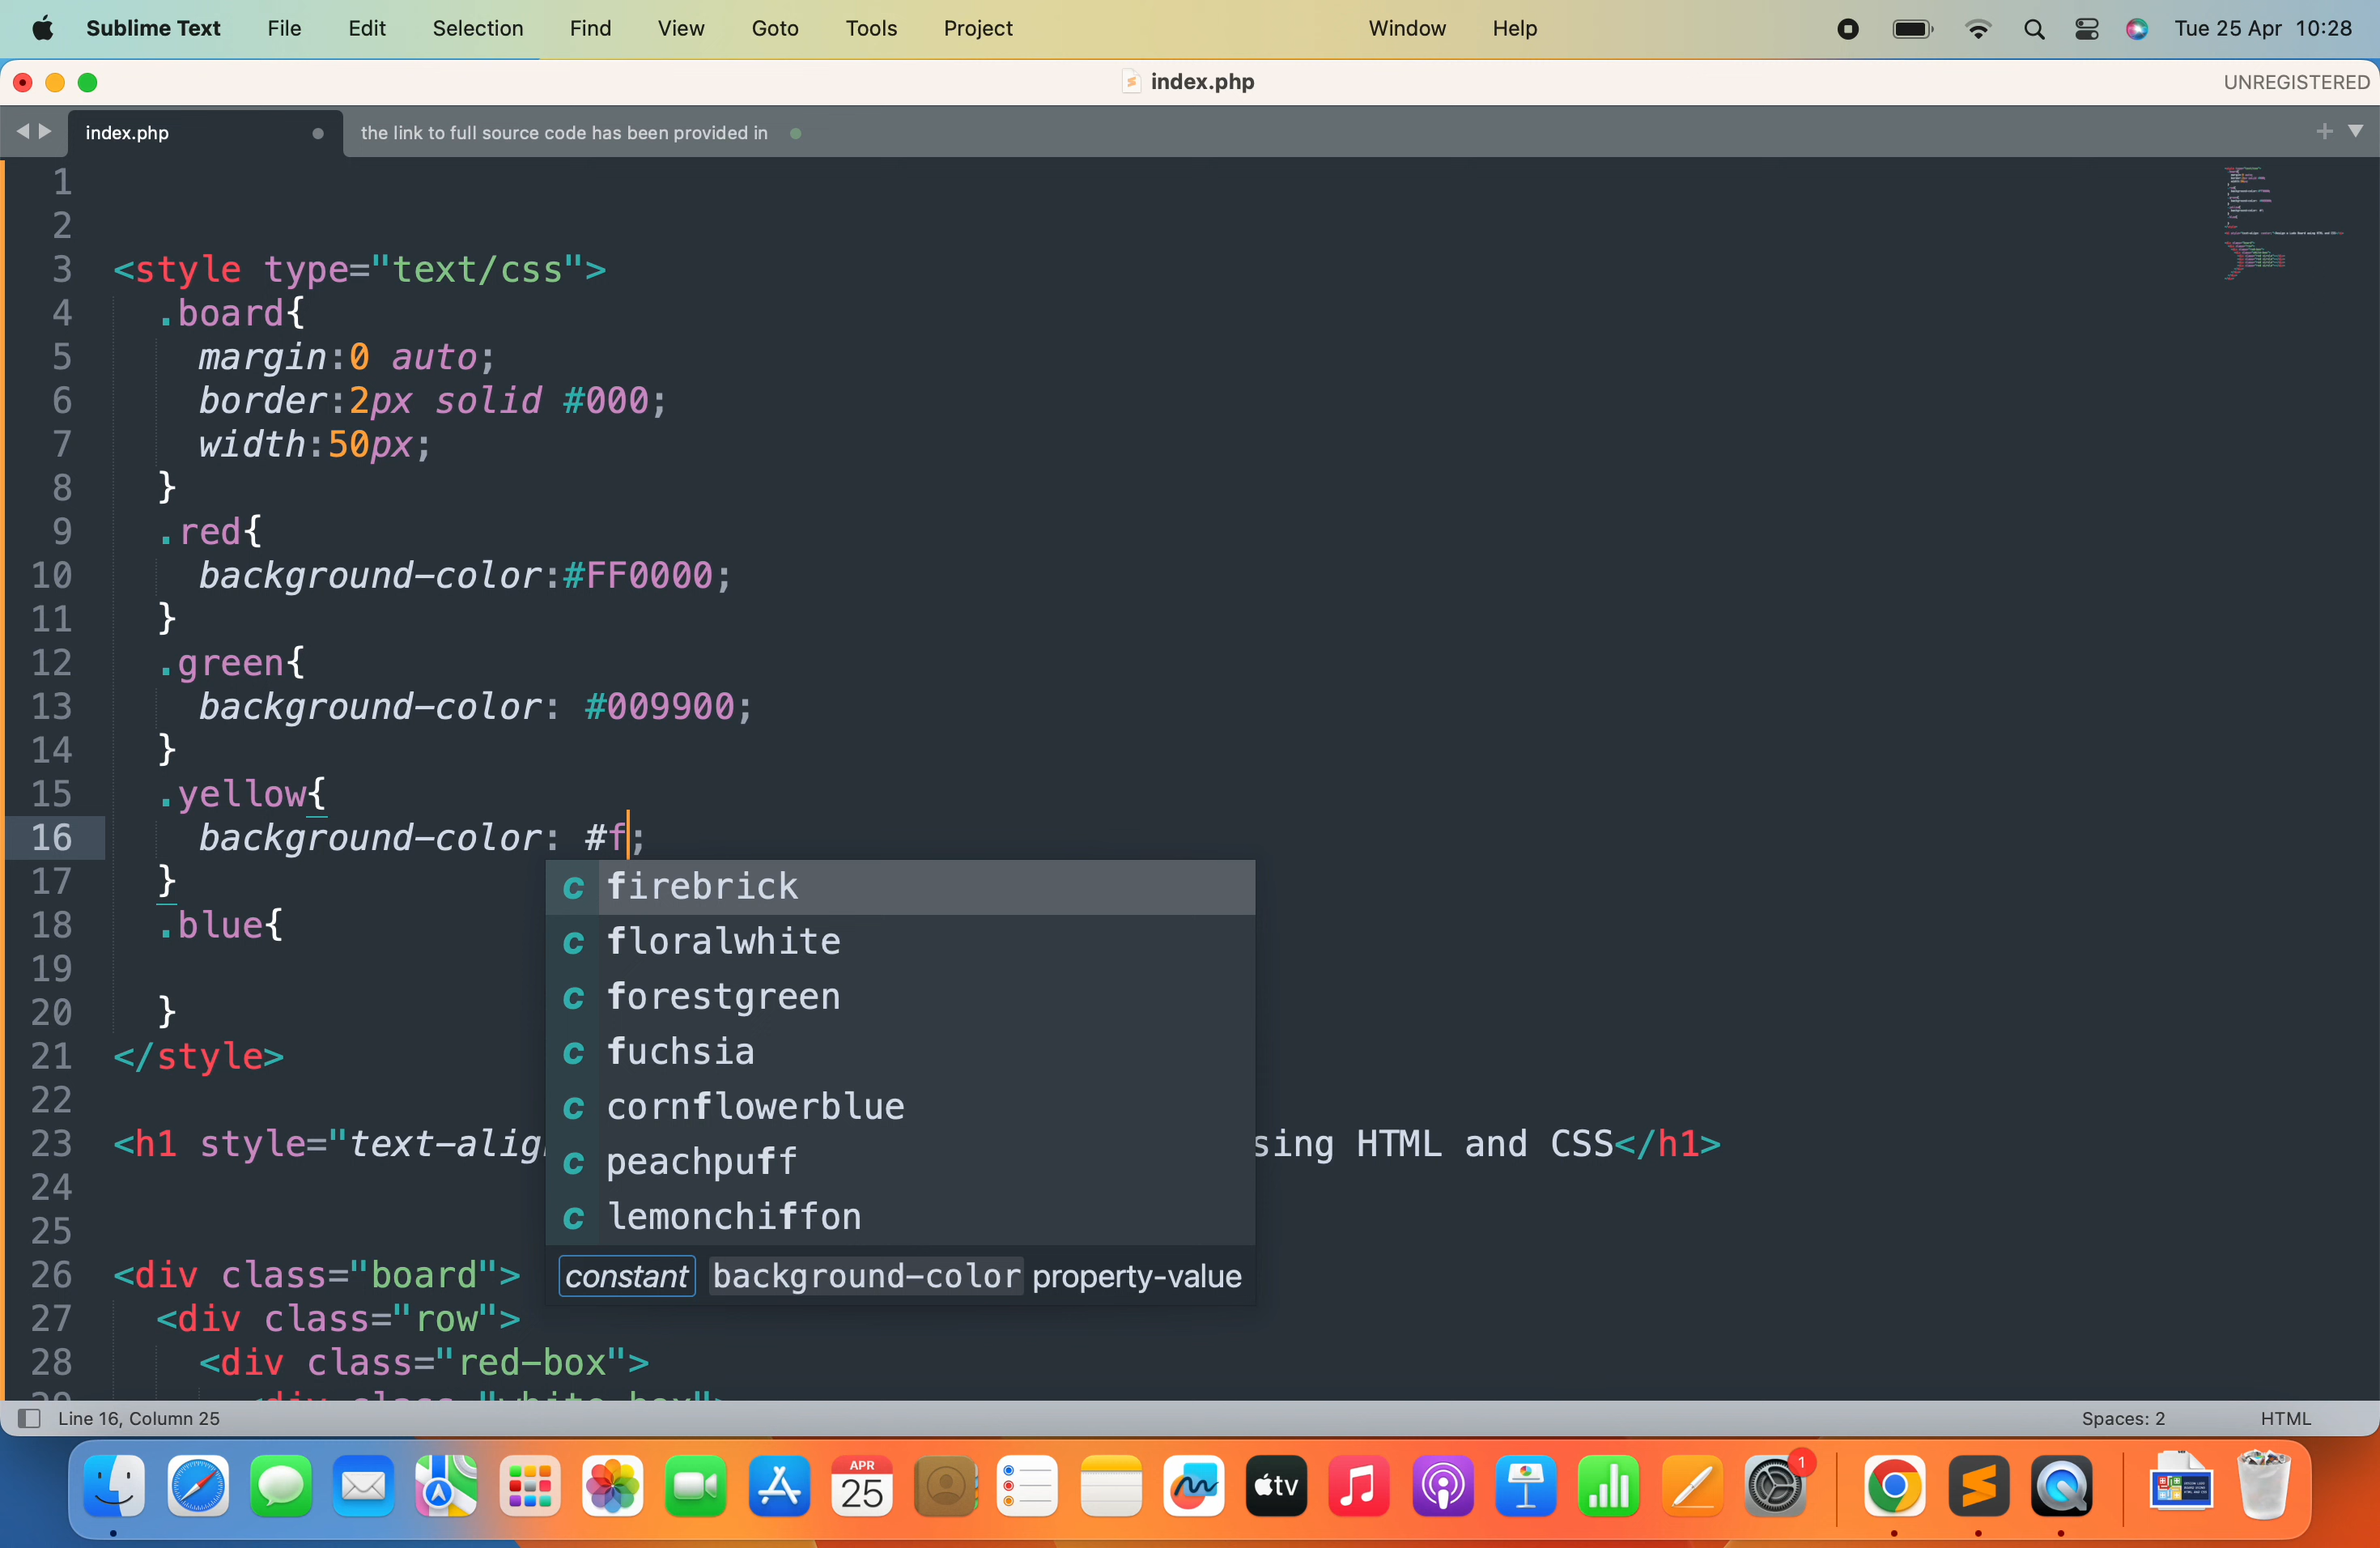 Sublime Text File Edit Selection Find View Goto Tools Project Window Help Tue 25 Apr 10:28
index.php UNREGISTERED
index.php the link to full source code has been provided in
1
2
3 <style type="text/css">
4 .board{
5 margin:0 auto;
6 border:2px solid #000;
7 width:50px;
8 }
9 .red{
10 background-color:#FF0000;
11 }
12 .green{
13 background-color: #009900;
14 }
15 .yellow{
16 background-color: #f;
17 }
18 .blue{
19
20 }
21 </style>
22
23 <h1 style="text-alig sing HTML and CSS</h1>
24
25
26 <div class="board">
27 <div class="row">
28 <div class="red-box">
c firebrick
c floralwhite
c forestgreen
c fuchsia
c cornflowerblue
c peachpuff
c lemonchiffon
constant background-color property-value
Line 16, Column 25 Spaces: 2 HTML
APR
25
tv
1